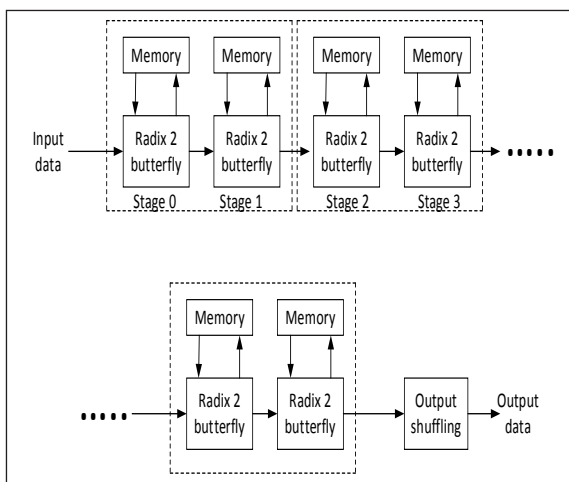 Memory Memory Memory Memory
Input data
Radix 2 butterfly
Radix 2 butterfly
Radix 2 butterfly
Radix 2 butterfly
Stage 0 Stage 1 Stage 2 Stage 3
Memory Memory
Radix 2 butterfly
Radix 2 butterfly
Output shuffling
Output data